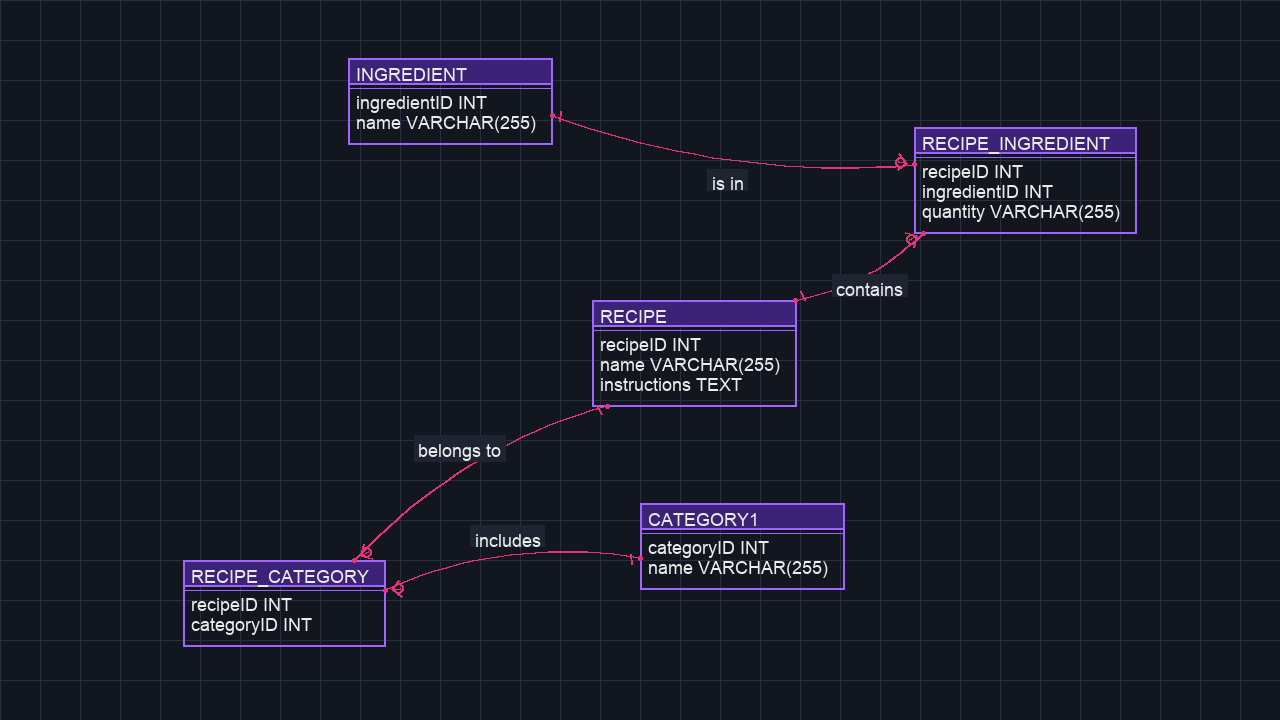 INGREDIENT
ingredientID INT
name VARCHAR(255)
is in
RECIPE_INGREDIENT
recipeID INT
ingredientID INT
quantity VARCHAR(255)
contains
RECIPE
recipeID INT
name VARCHAR(255)
instructions TEXT
belongs to
CATEGORY1
categoryID INT
name VARCHAR(255)
includes
RECIPE_CATEGORY
recipeID INT
categoryID INT